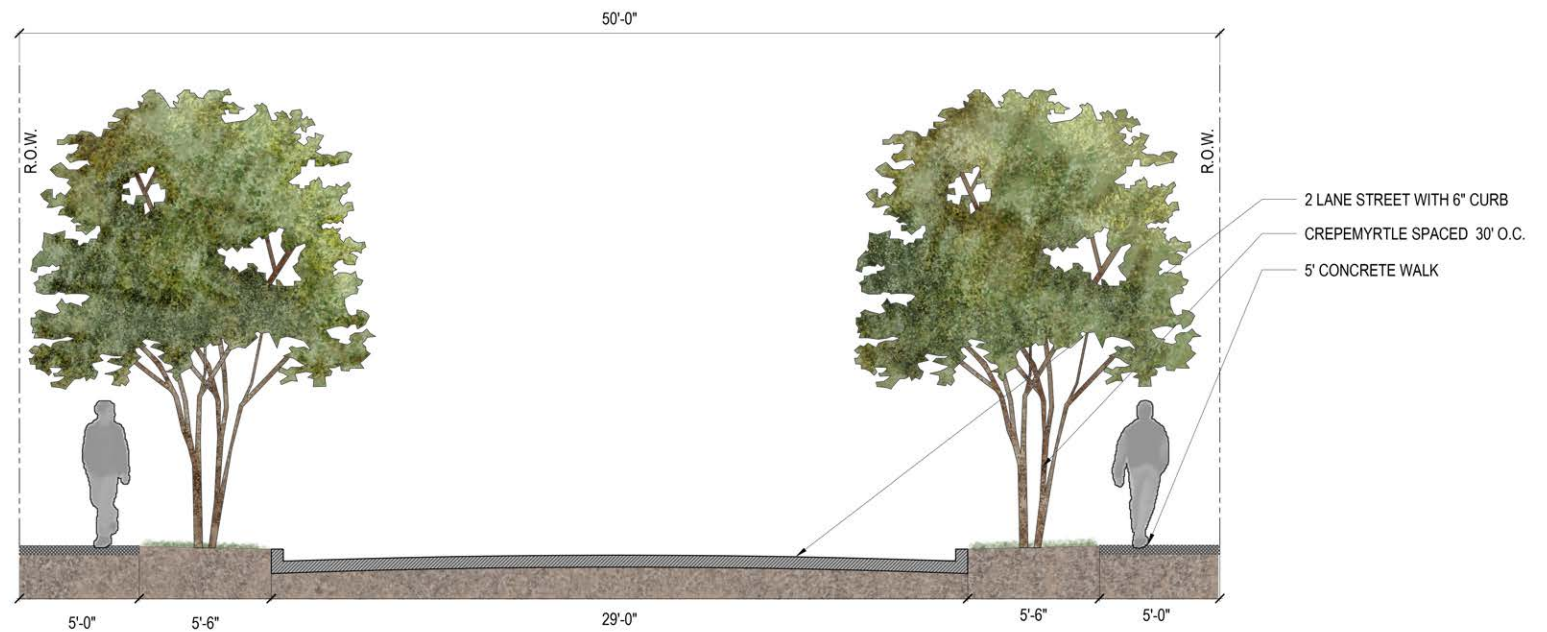 50'-0"
R.O.W.
R.O.W.
2 LANE STREET WITH 6" CURB
CREPEMYRTLE SPACED 30' O.C.
5' CONCRETE WALK
5'-0"
5'-6"
29'-0"
5'-6"
5'-0"